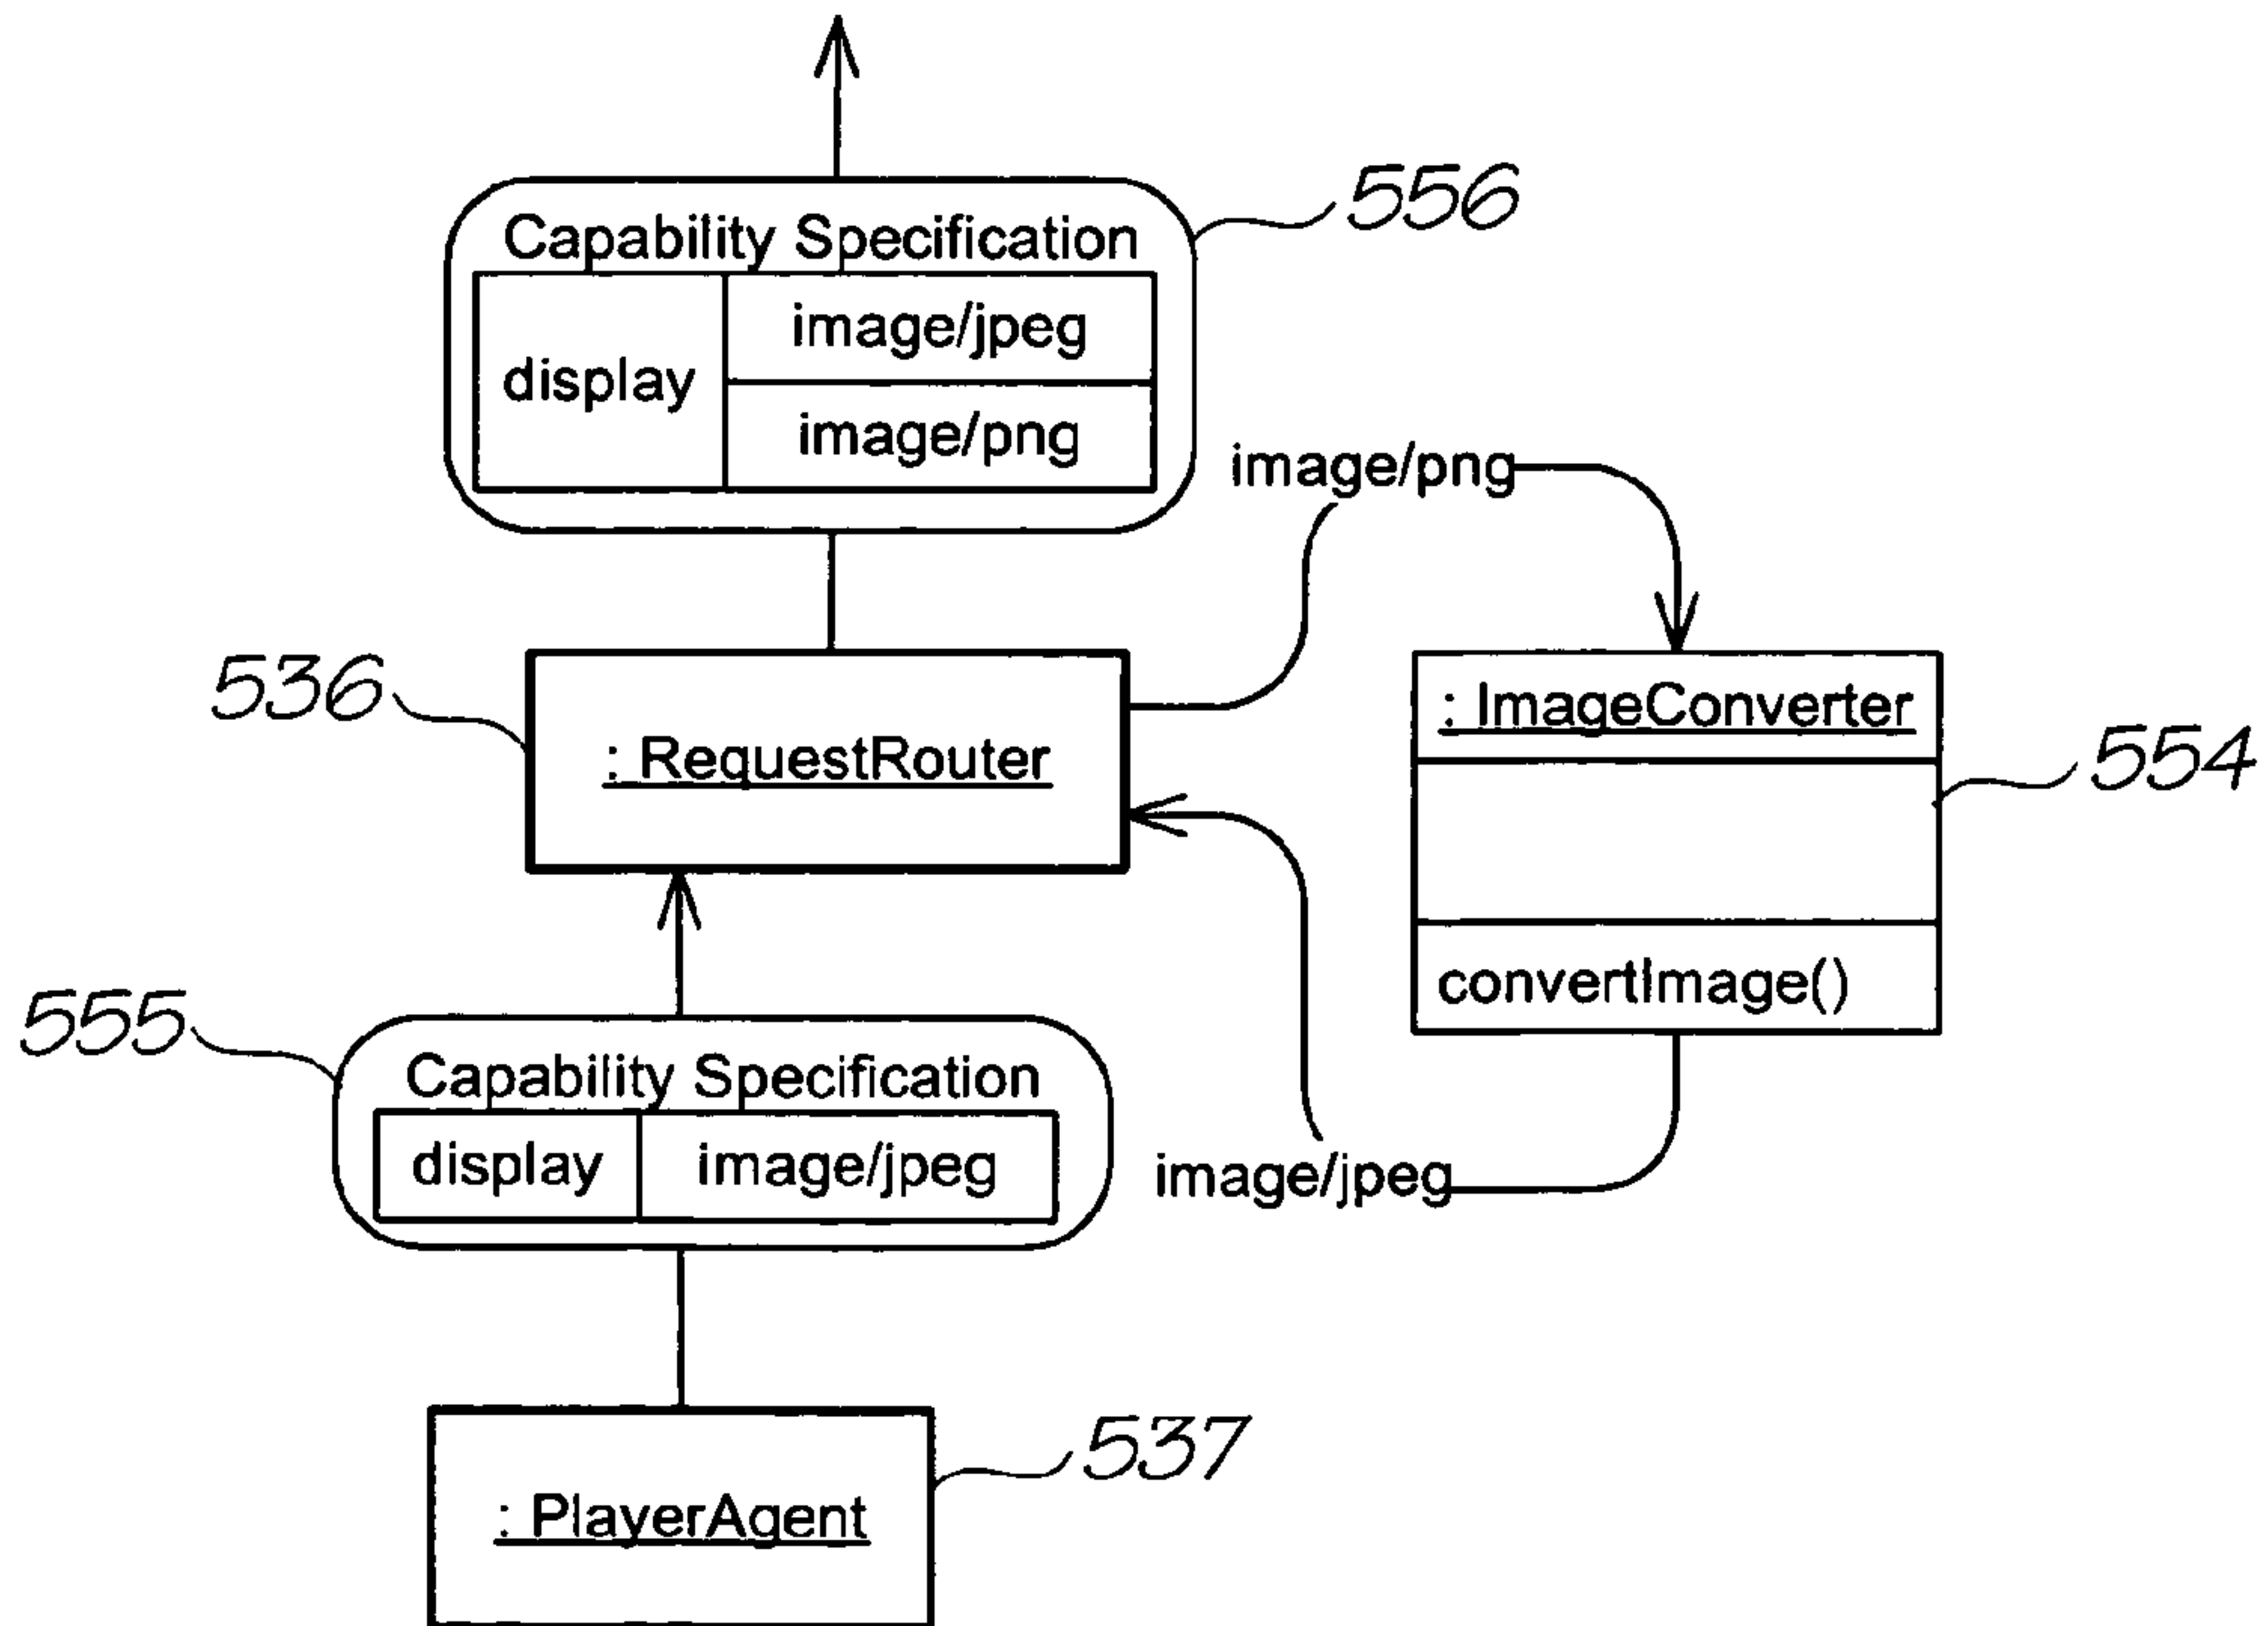 556
Capability Specification
display
image/jpeg
image/png
image/png
536
: RequestRouter
: ImageConverter
554
convertImage()
555
Capability Specification
display
image/jpeg
image/jpeg
537
: PlayerAgent